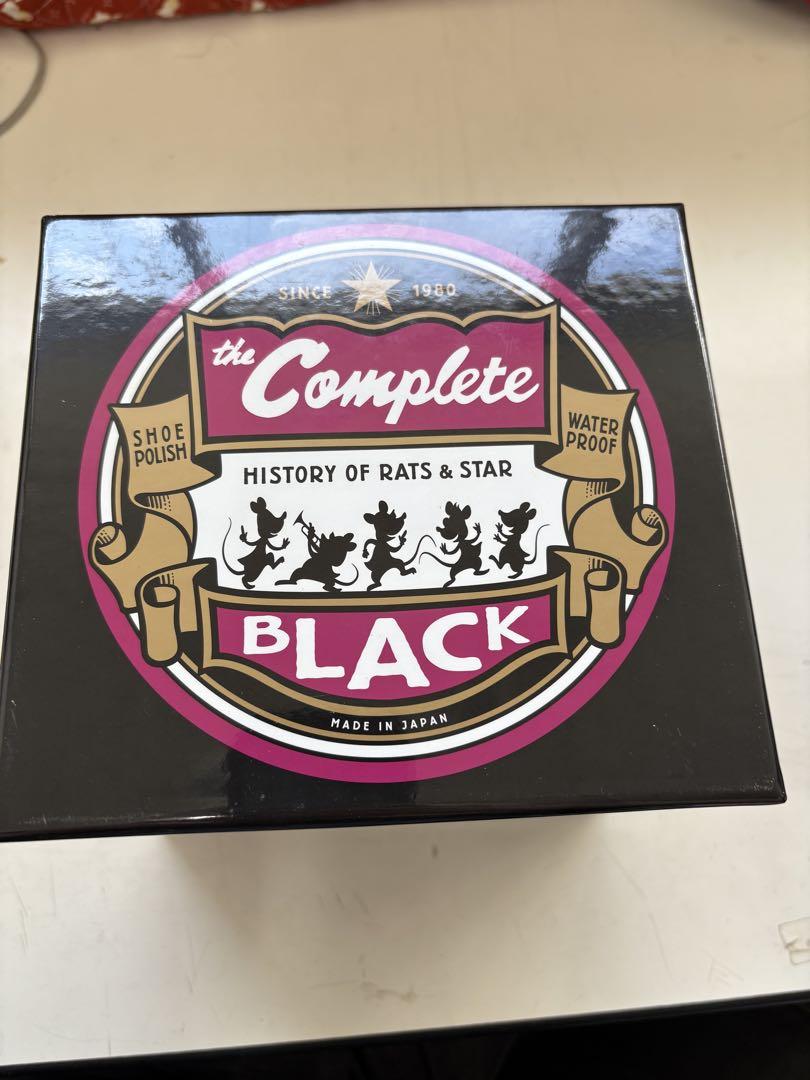 SINCE 1980
the Complete
SHOE
POLISH
WATER
PROOF
HISTORY OF RATS & STAR
BLACK
MADE IN JAPAN